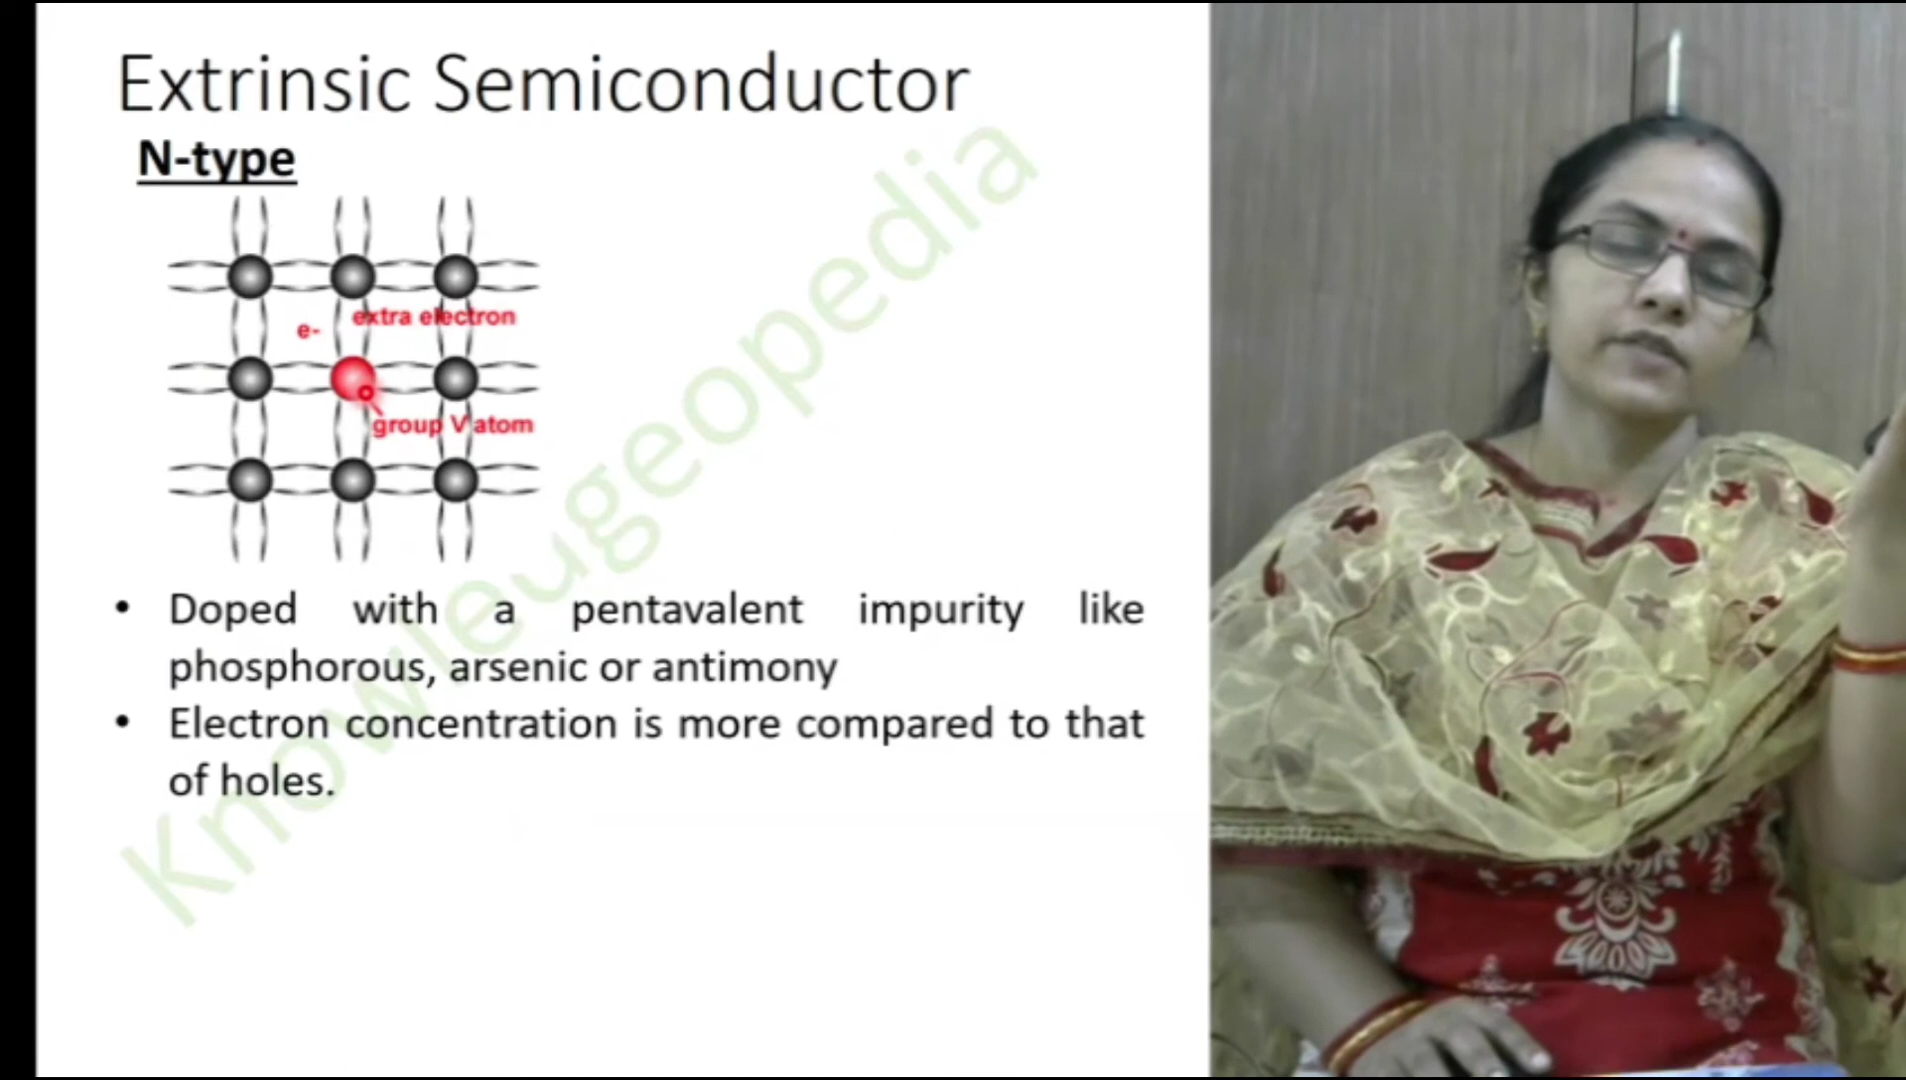 Extrinsic Semiconductor
N-type
extra electron
e-
group V atom
• Doped with a pentavalent impurity like
phosphorous, arsenic or antimony
• Electron concentration is more compared to that
of holes.
Knowleugeopedia